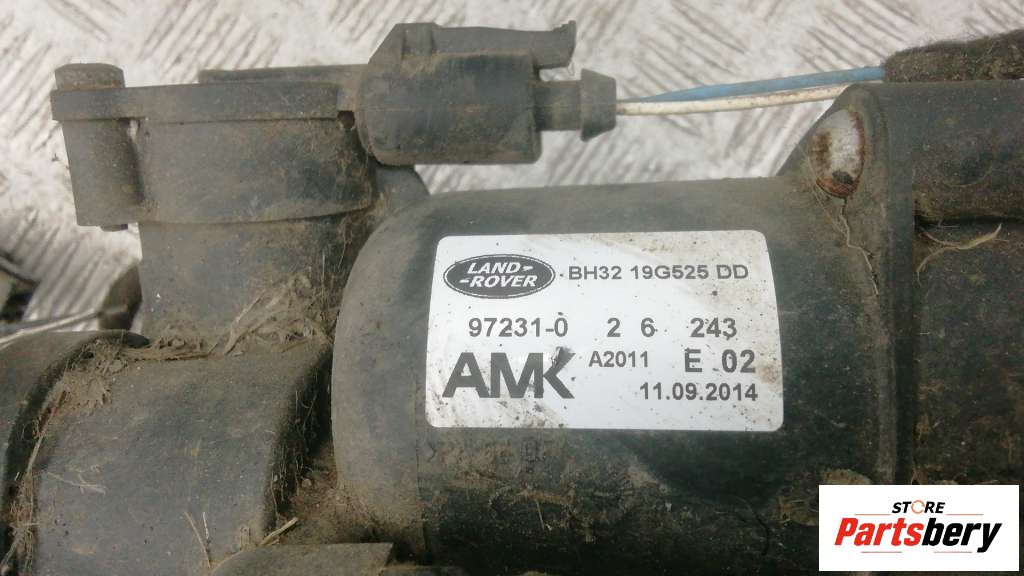 LAND-
-ROVER
BH32 19G525 DD
97231-0 2 6 243
AMK A2011 E 02
11.09.2014
STORE
Partsbery